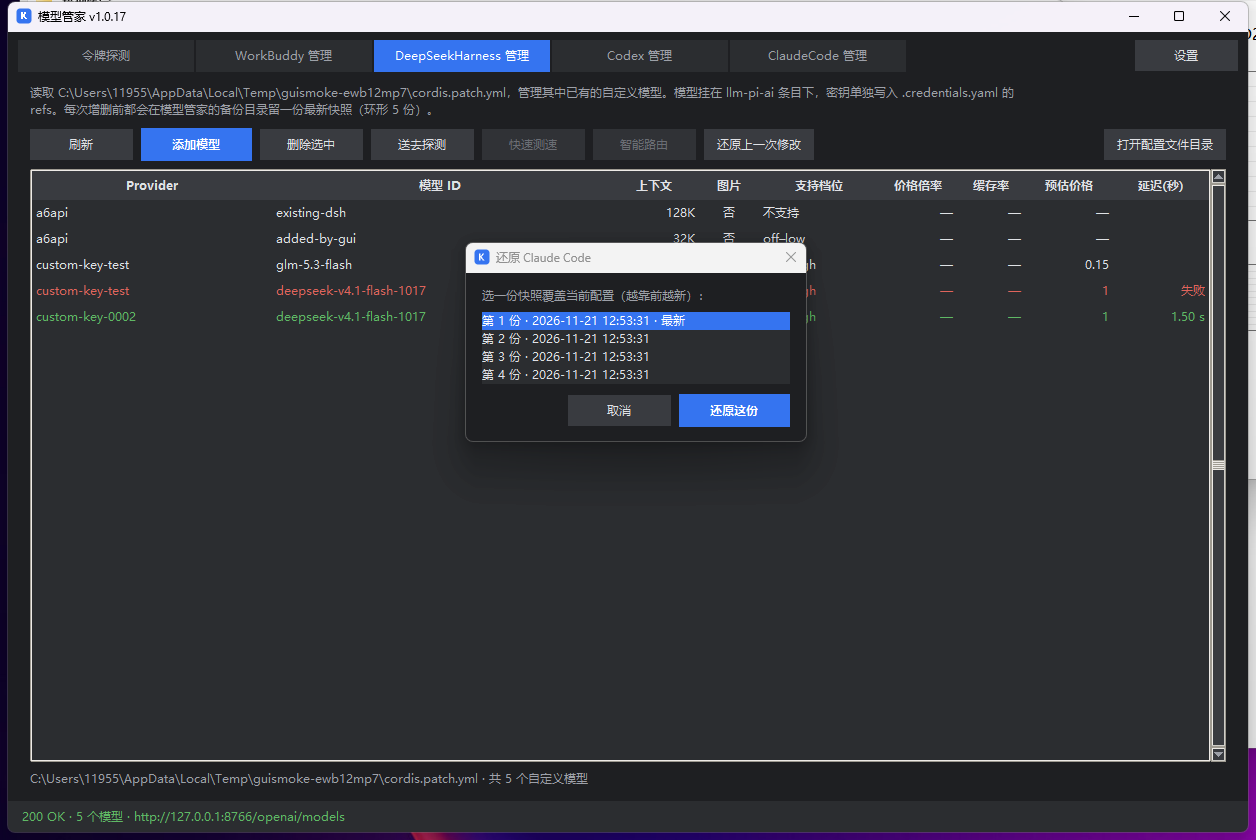 K 模型管家 v1.0.17
令牌探测 WorkBuddy 管理 DeepSeekHarness 管理 Codex 管理 ClaudeCode 管理 设置
读取 C:\Users\11955\AppData\Local\Temp\guismoke-ewb12mp7\cordis.patch.yml，管理其中已有的自定义模型。模型挂在 llm-pi-ai 条目下，密钥单独写入 .credentials.yaml 的
refs。每次增删前都会在模型管家的备份目录留一份最新快照（环形 5 份）。
刷新 添加模型 删除选中 送去探测 快速测速 智能路由 还原上一次修改 打开配置文件目录
Provider 模型 ID 上下文 图片 支持档位 价格倍率 缓存率 预估价格 延迟(秒)
a6api existing-dsh 128K 否 不支持 — — —
a6api added-by-gui 32K 否 off–low — — —
custom-key-test glm-5.3-flash gh — — 0.15
custom-key-test deepseek-v4.1-flash-1017 gh — — 1 失败
custom-key-0002 deepseek-v4.1-flash-1017 gh — — 1 1.50 s
K 还原 Claude Code
选一份快照覆盖当前配置（越靠前越新）：
第 1 份 · 2026-11-21 12:53:31 · 最新
第 2 份 · 2026-11-21 12:53:31
第 3 份 · 2026-11-21 12:53:31
第 4 份 · 2026-11-21 12:53:31
取消 还原这份
C:\Users\11955\AppData\Local\Temp\guismoke-ewb12mp7\cordis.patch.yml · 共 5 个自定义模型
200 OK · 5 个模型 · http://127.0.0.1:8766/openai/models